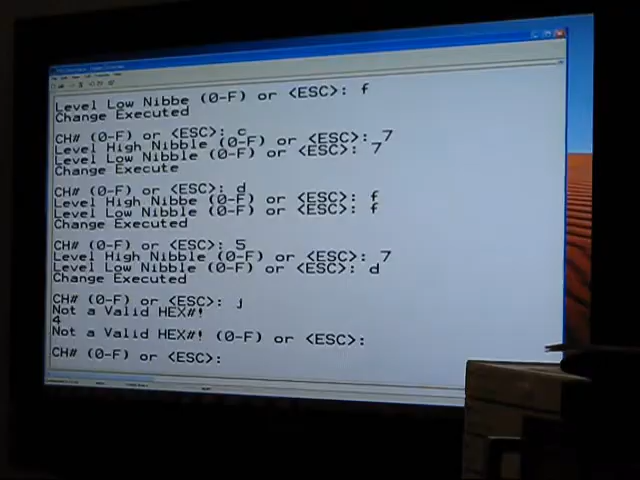 Level Low Nibbe (0-F) or <ESC>: f
Change Executed
CH# (0-F) or <ESC>: c
Level High Nibble (0-F) or <ESC>: 7
Level Low Nibble (0-F) or <ESC>: 7
Change Execute
CH# (0-F) or <ESC>: d
Level High Nibbe (0-F) or <ESC>: f
Level Low Nibble (0-F) or <ESC>: f
Change Executed
CH# (0-F) or <ESC>: 5
Level High Nibble (0-F) or <ESC>: 7
Level Low Nibble (0-F) or <ESC>: d
Change Executed
CH# (0-F) or <ESC>: j
Not a Valid HEX#!
4
Not a Valid HEX#! (0-F) or <ESC>:
CH# (0-F) or <ESC>: